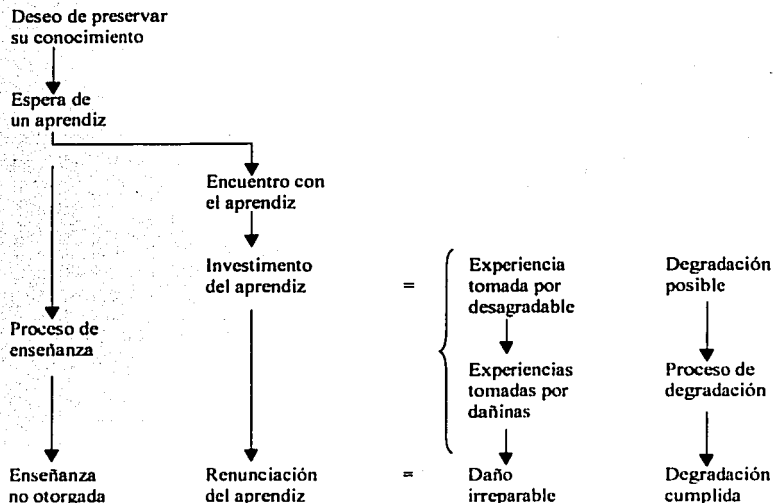 Deseo de preservar
su conocimiento
Espera de
un aprendiz
Encuentro con
el aprendiz
Investimento
del aprendiz
=
Experiencia
tomada por
desagradable
Degradación
posible
Proceso de
enseñanza
Experiencias
tomadas por
dañinas
Proceso de
degradación
Enseñanza
no otorgada
Renunciación
del aprendiz
=
Daño
irreparable
Degradación
cumplida